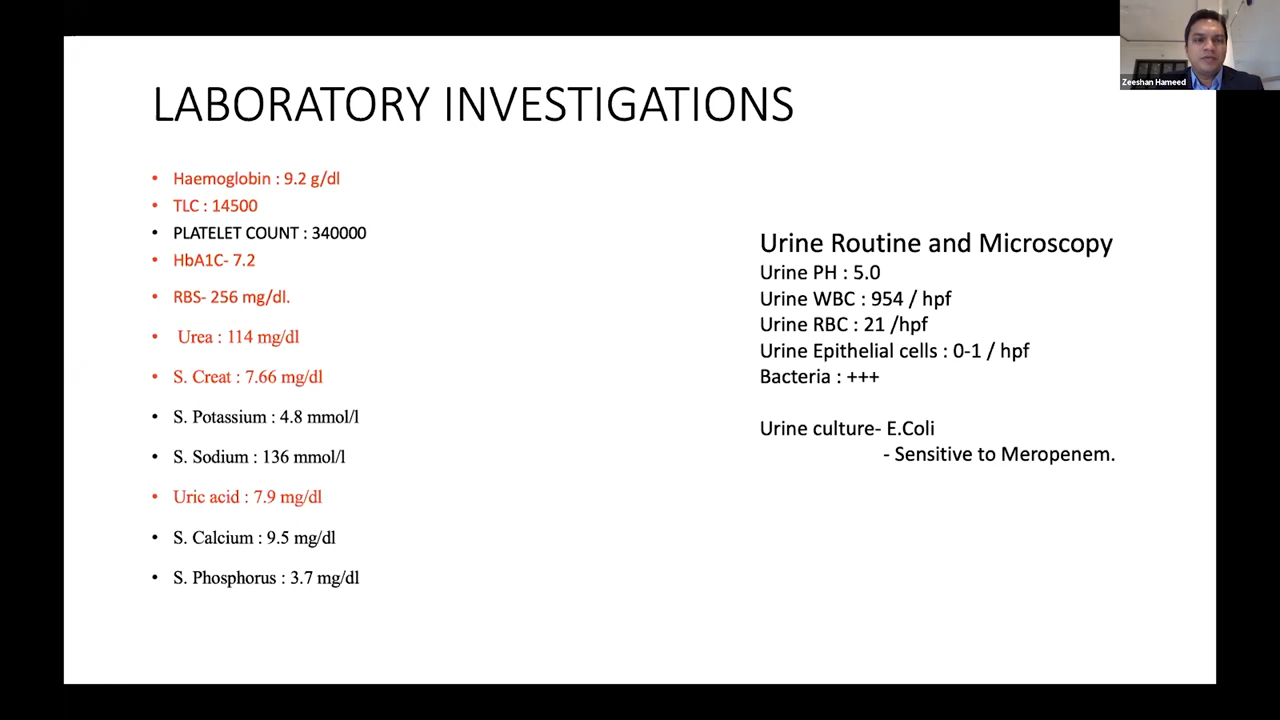 LABORATORY INVESTIGATIONS
• Haemoglobin : 9.2 g/dl
• TLC : 14500
• PLATELET COUNT : 340000
• HbA1C- 7.2
• RBS- 256 mg/dl.
• Urea : 114 mg/dl
• S. Creat : 7.66 mg/dl
• S. Potassium : 4.8 mmol/l
• S. Sodium : 136 mmol/l
• Uric acid : 7.9 mg/dl
• S. Calcium : 9.5 mg/dl
• S. Phosphorus : 3.7 mg/dl
Urine Routine and Microscopy
Urine PH : 5.0
Urine WBC : 954 / hpf
Urine RBC : 21 /hpf
Urine Epithelial cells : 0-1 / hpf
Bacteria : +++
Urine culture- E.Coli
- Sensitive to Meropenem.
Zeeshan Hameed